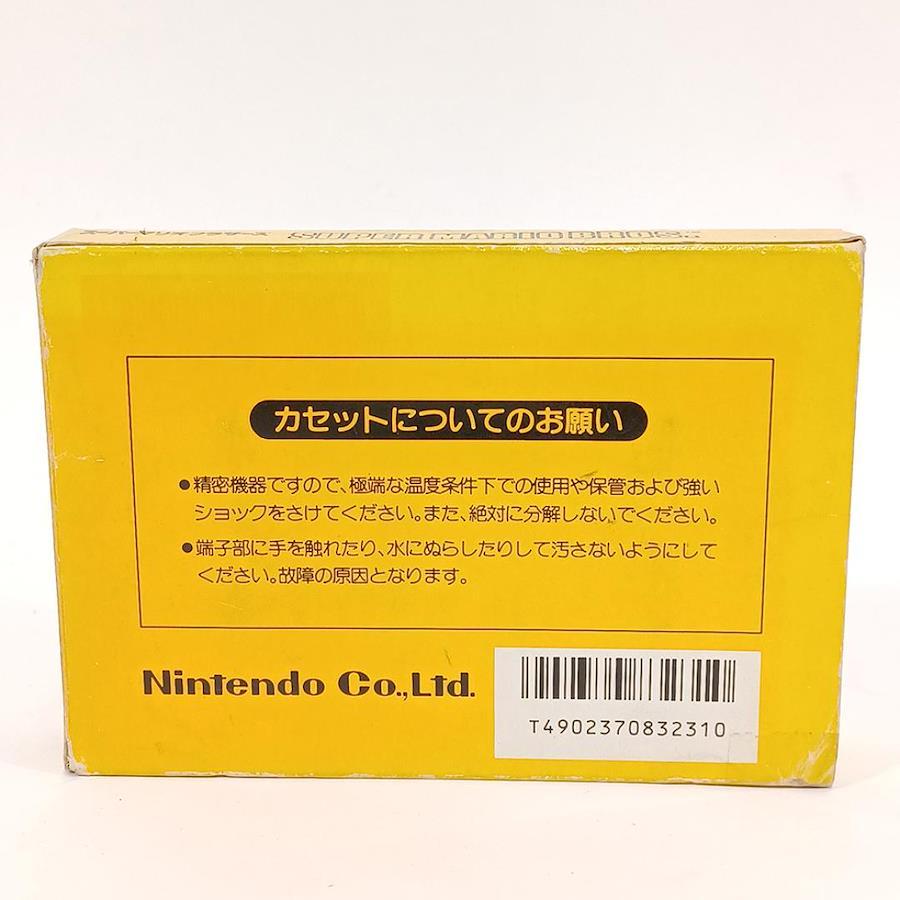 カセットについてのお願い
●精密機器ですので、極端な温度条件下での使用や保管および強い
ショックをさけてください。また、絶対に分解しないでください。
●端子部に手を触れたり、水にぬらしたりして汚さないようにして
ください。故障の原因となります。
Nintendo Co.,Ltd.
T4902370832310